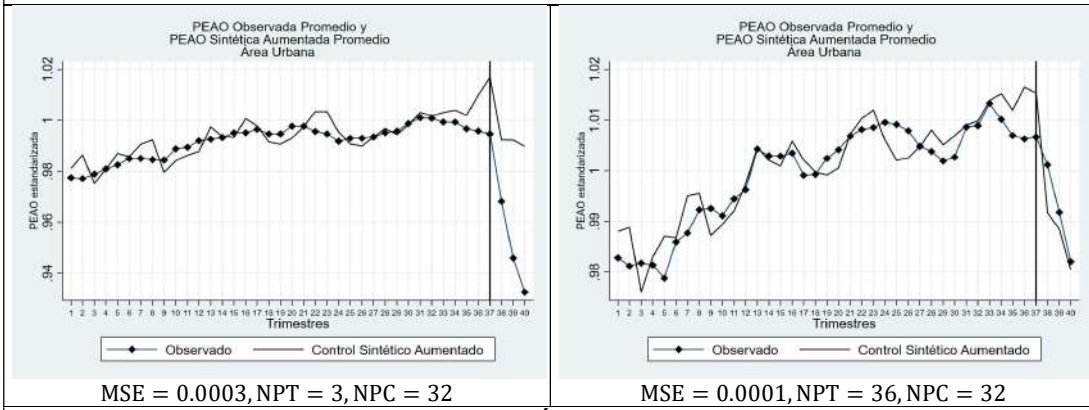 PEAO Observada Promedio y
PEAO Sintética Aumentada Promedio
Área Urbana
PEAO estandarizada
1.02
1
.98
.96
.94
1 2 3 4 5 6 7 8 9 10 11 12 13 14 15 16 17 18 19 20 21 22 23 24 25 26 27 28 29 30 31 32 33 34 35 36 37 38 39 40
Trimestres
Observado
Control Sintético Aumentado
MSE = 0.0003, NPT = 3, NPC = 32
PEAO Observada Promedio y
PEAO Sintética Aumentada Promedio
Área Urbana
PEAO estandarizada
1.02
1.01
1
.99
.98
1 2 3 4 5 6 7 8 9 10 11 12 13 14 15 16 17 18 19 20 21 22 23 24 25 26 27 28 29 30 31 32 33 34 35 36 37 38 39 40
Trimestres
Observado
Control Sintético Aumentado
MSE = 0.0001, NPT = 36, NPC = 32